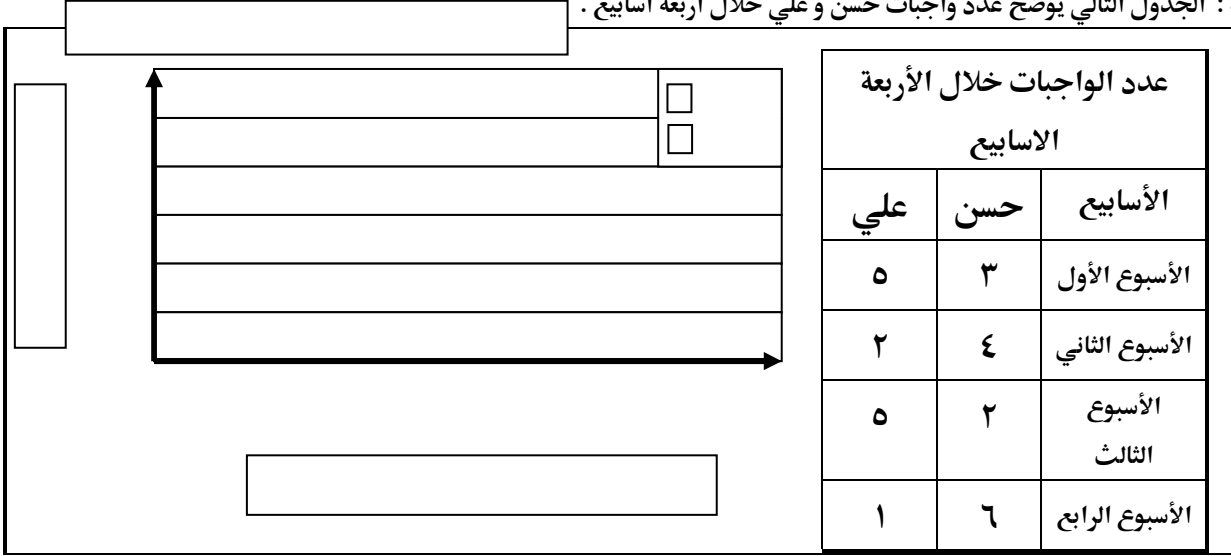 : الجدول التالي يوضح عدد واجبات حسن و علي خلال أربعة أسابيع .
عدد الواجبات خلال الأربعة
الاسابيع
الأسابيع حسن علي
الأسبوع الأول ٣ ٥
الأسبوع الثاني ٤ ٢
الأسبوع
الثالث ٢ ٥
الأسبوع الرابع ٦ ١